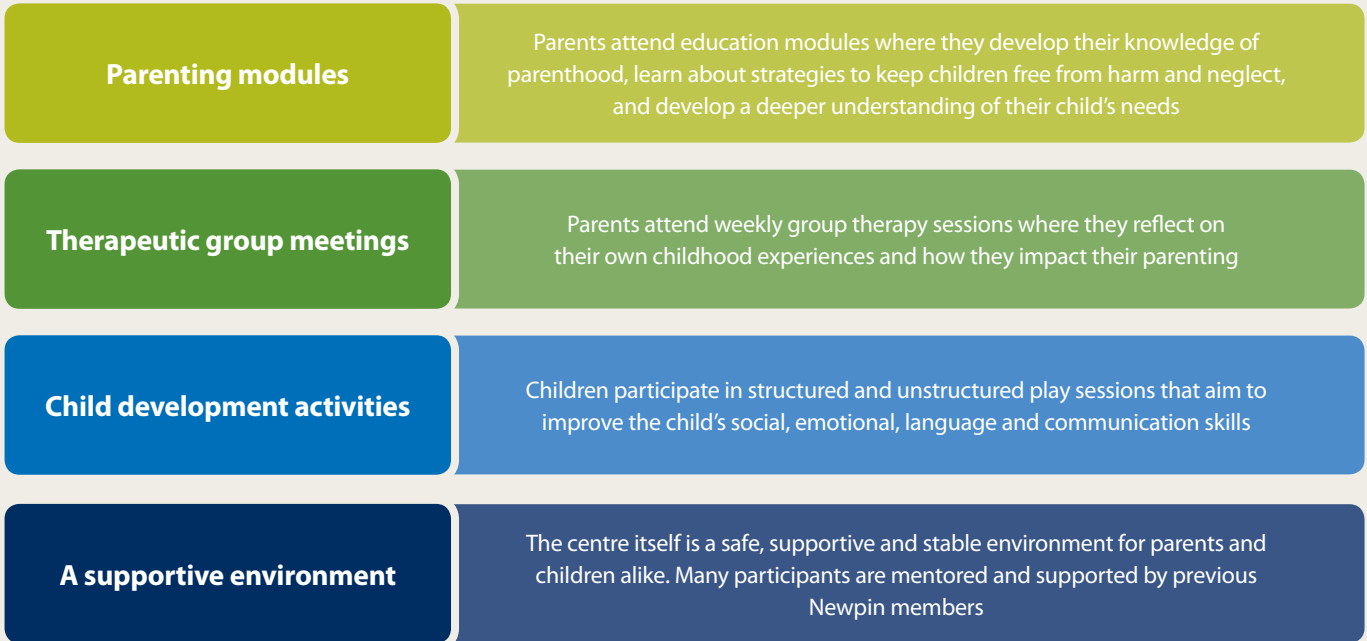 Parenting modules
Parents attend education modules where they develop their knowledge of
parenthood, learn about strategies to keep children free from harm and neglect,
and develop a deeper understanding of their child’s needs
Therapeutic group meetings
Parents attend weekly group therapy sessions where they reflect on
their own childhood experiences and how they impact their parenting
Child development activities
Children participate in structured and unstructured play sessions that aim to
improve the child’s social, emotional, language and communication skills
A supportive environment
The centre itself is a safe, supportive and stable environment for parents and
children alike. Many participants are mentored and supported by previous
Newpin members